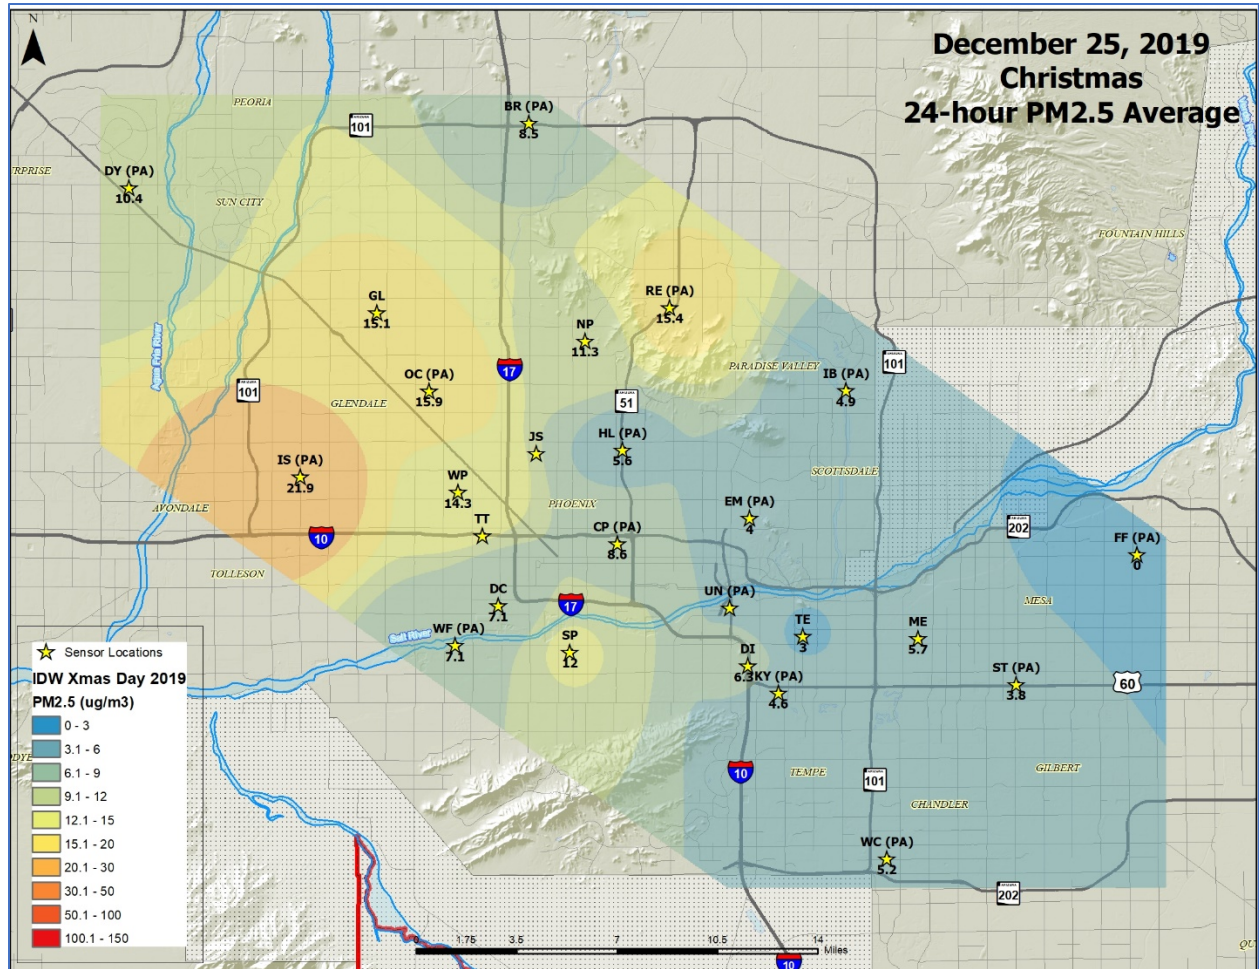 N
December 25, 2019
Christmas
24-hour PM2.5 Average
PEORIA
BR (PA)
8.5
101
DY (PA)
10.4
SUN CITY
FOUNTAIN HILLS
GL
15.1
RE (PA)
15.4
NP
11.3
Agua Fria River
17
PARADISE VALLEY
101
OC (PA)
15.9
IB (PA)
4.9
101
GLENDALE
51
JS
HL (PA)
5.6
IS (PA)
21.9
WP
14.3
SCOTTSDALE
AVONDALE
PHOENIX
EM (PA)
4
TT
10
CP (PA)
8.6
202
FF (PA)
0
TOLLESON
DC
7.1
17
UN (PA)
MESA
Salt River
WF (PA)
7.1
SP
12
TE
3
ME
5.7
DI
6.3
KY (PA)
4.6
ST (PA)
3.8
60
10
TEMPE
101
GILBERT
CHANDLER
WC (PA)
5.2
202
Sensor Locations
IDW Xmas Day 2019
PM2.5 (ug/m3)
0 - 3
3.1 - 6
6.1 - 9
9.1 - 12
12.1 - 15
15.1 - 20
20.1 - 30
30.1 - 50
50.1 - 100
100.1 - 150
0 1.75 3.5 7 10.5 14
Miles
10